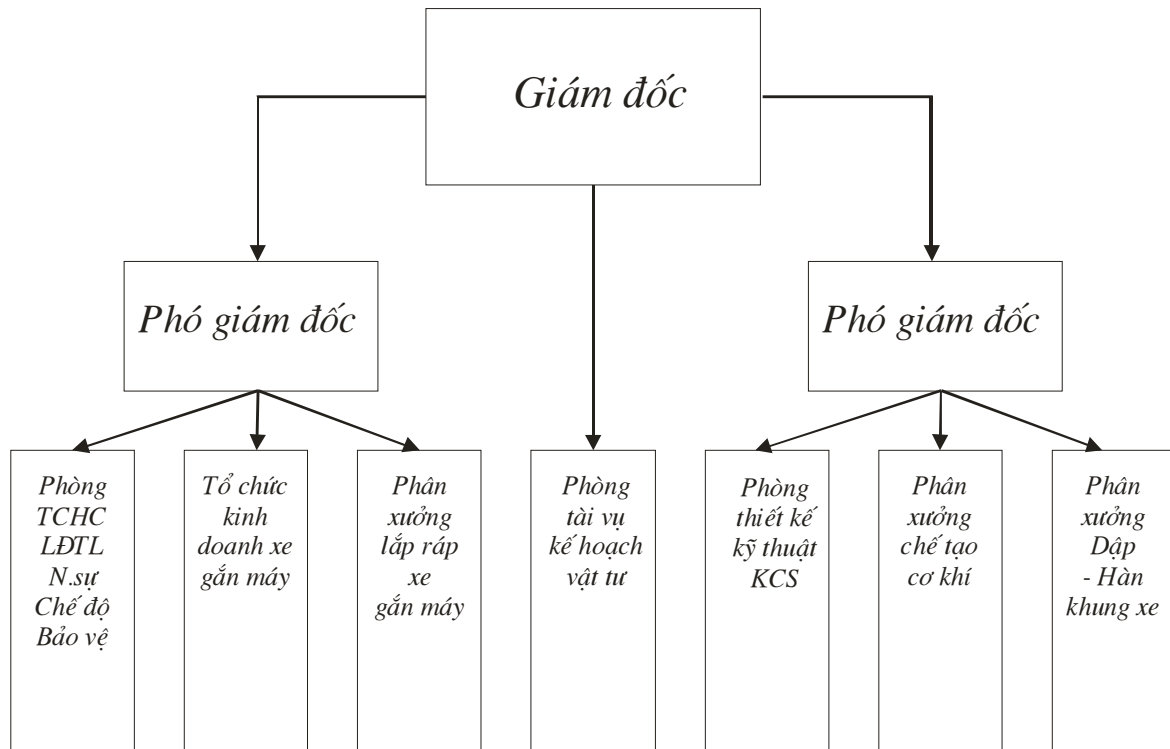 Giám đốc
Phó giám đốc
Phó giám đốc
Phòng
TCHC
LĐTL
N.sự
Chế độ
Bảo vệ
Tổ chức
kinh
doanh xe
gắn máy
Phân
xưởng
lắp ráp
xe
gắn máy
Phòng
tài vụ
kế hoạch
vật tư
Phòng
thiết kế
kỹ thuật
KCS
Phân
xưởng
chế tạo
cơ khí
Phân
xưởng
Dập
- Hàn
khung xe